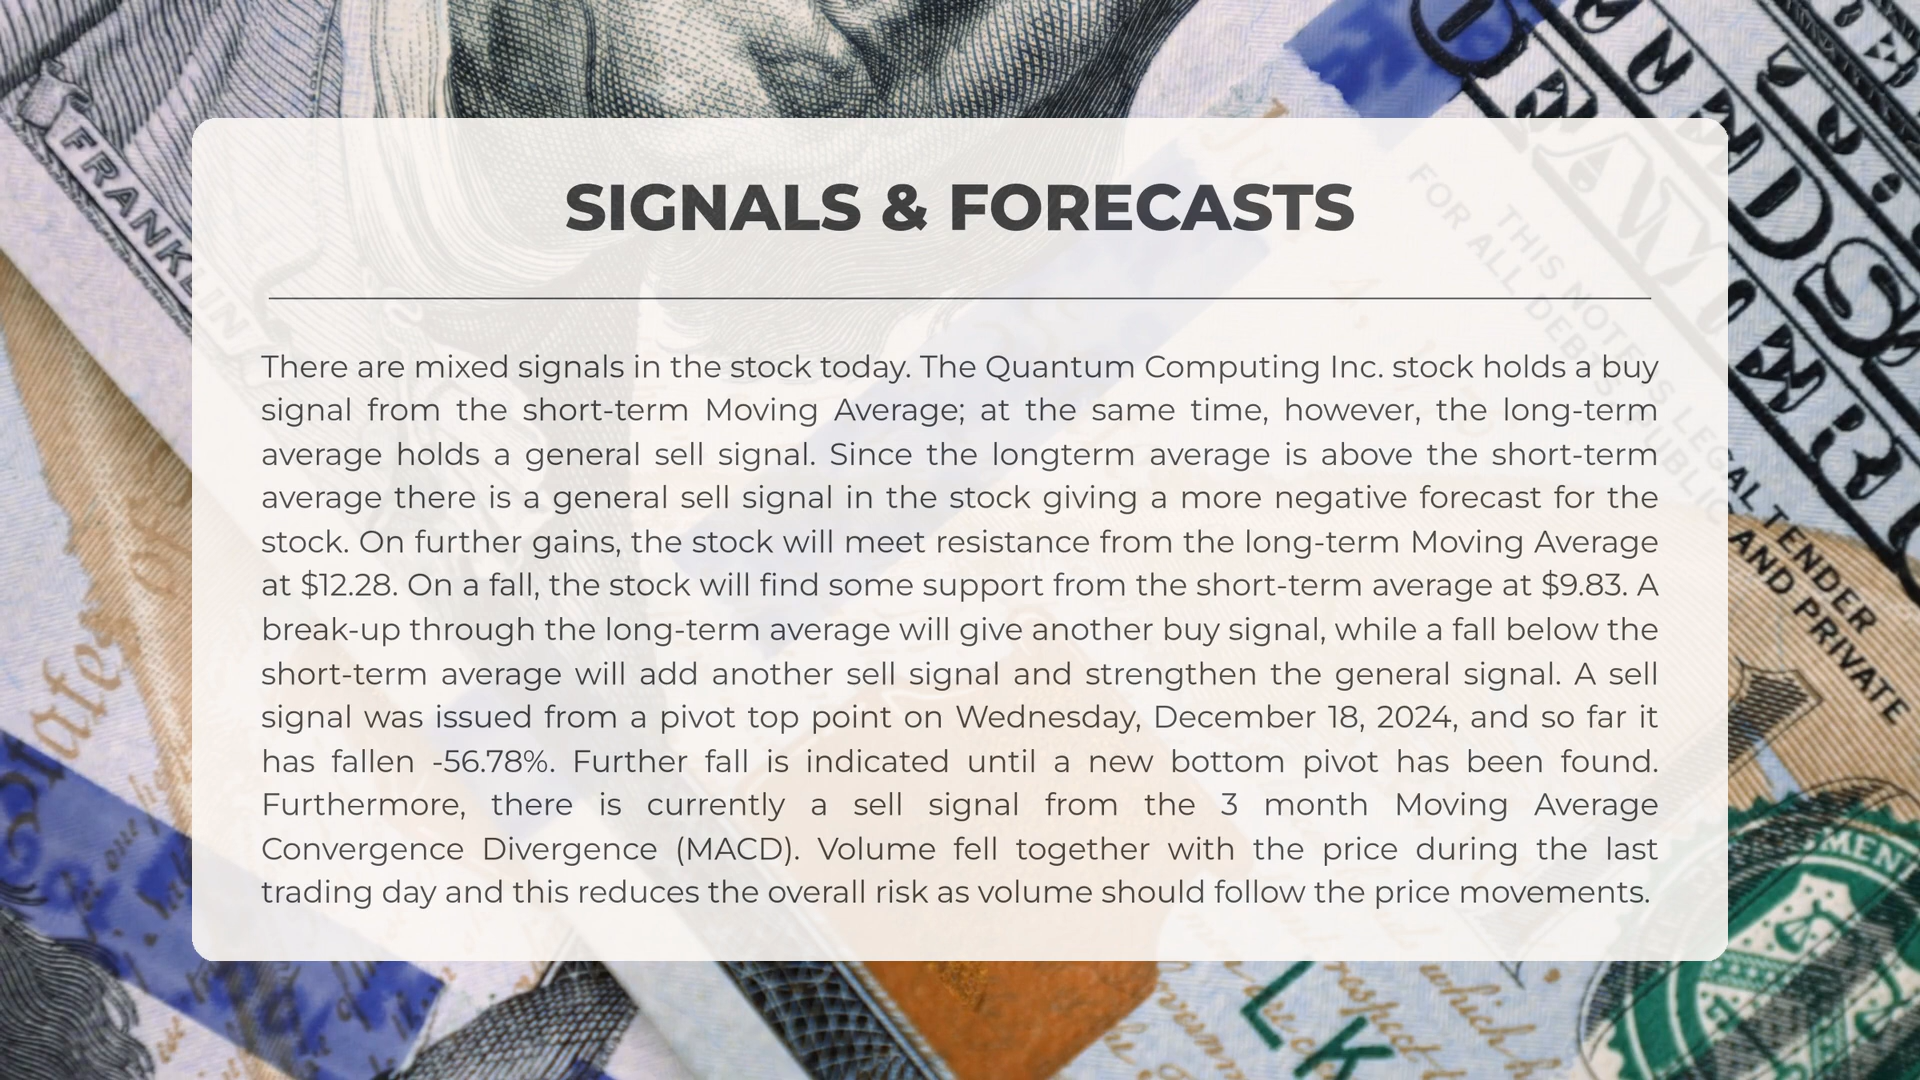 SIGNALS & FORECASTS
There are mixed signals in the stock today. The Quantum Computing Inc. stock holds a buy
signal from the short-term Moving Average; at the same time, however, the long-term
average holds a general sell signal. Since the longterm average is above the short-term
average there is a general sell signal in the stock giving a more negative forecast for the
stock. On further gains, the stock will meet resistance from the long-term Moving Average
at $12.28. On a fall, the stock will find some support from the short-term average at $9.83. A
break-up through the long-term average will give another buy signal, while a fall below the
short-term average will add another sell signal and strengthen the general signal. A sell
signal was issued from a pivot top point on Wednesday, December 18, 2024, and so far it
has fallen -56.78%. Further fall is indicated until a new bottom pivot has been found.
Furthermore, there is currently a sell signal from the 3 month Moving Average
Convergence Divergence (MACD). Volume fell together with the price during the last
trading day and this reduces the overall risk as volume should follow the price movements.
FRANKLIN
THIS NOTE IS LEGAL TENDER
FOR ALL DEBTS, PUBLIC AND PRIVATE